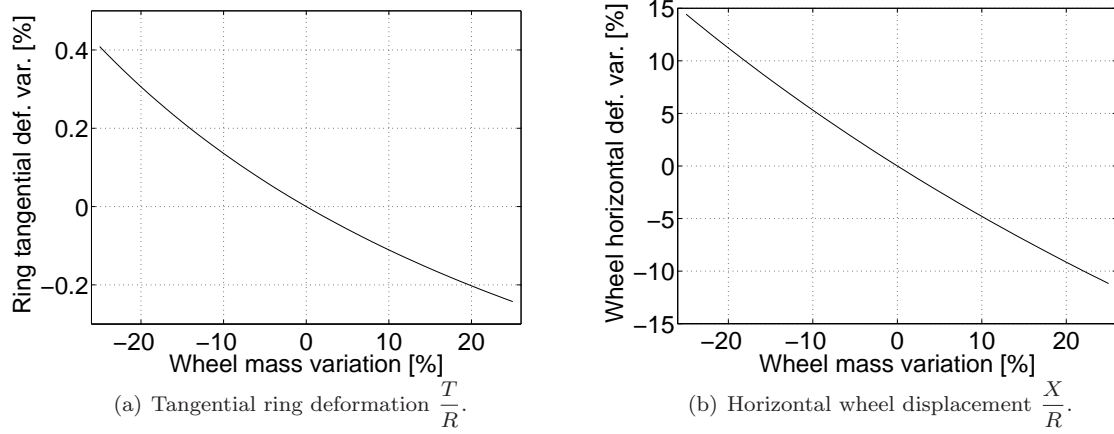 Ring tangential def. var. [%]
0.4
0.2
0
−0.2
−20 −10 0 10 20
Wheel mass variation [%]
(a) Tangential ring deformation T/R.
Wheel horizontal def. var. [%]
15
10
5
0
−5
−10
−15
−20 −10 0 10 20
Wheel mass variation [%]
(b) Horizontal wheel displacement X/R.